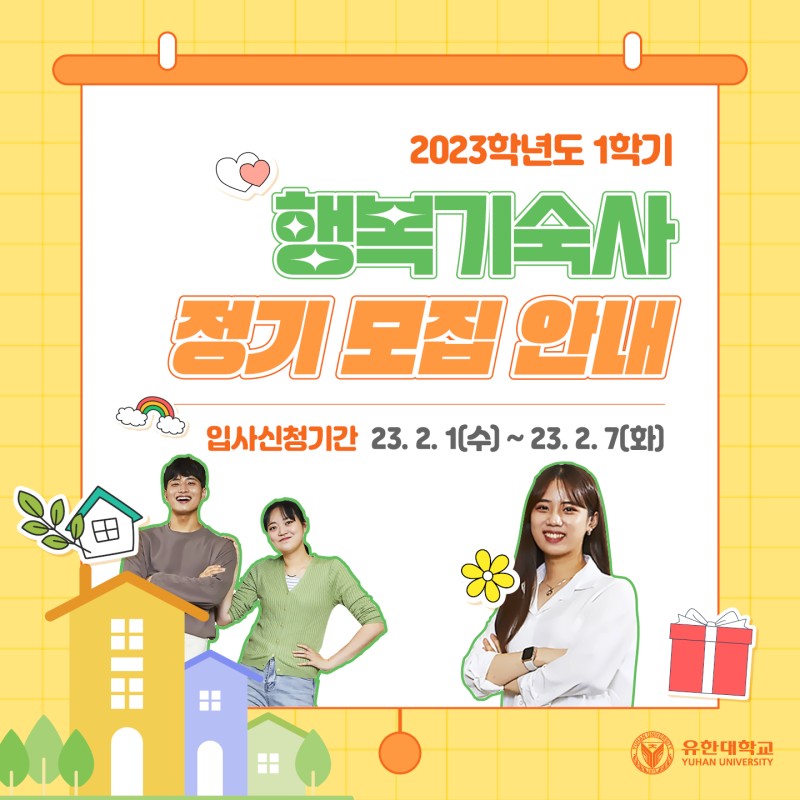 2023학년도 1학기
행복기숙사
정기 모집 안내
입사신청기간 23. 2. 1(수) ~ 23. 2. 7(화)
유한대학교
YUHAN UNIVERSITY